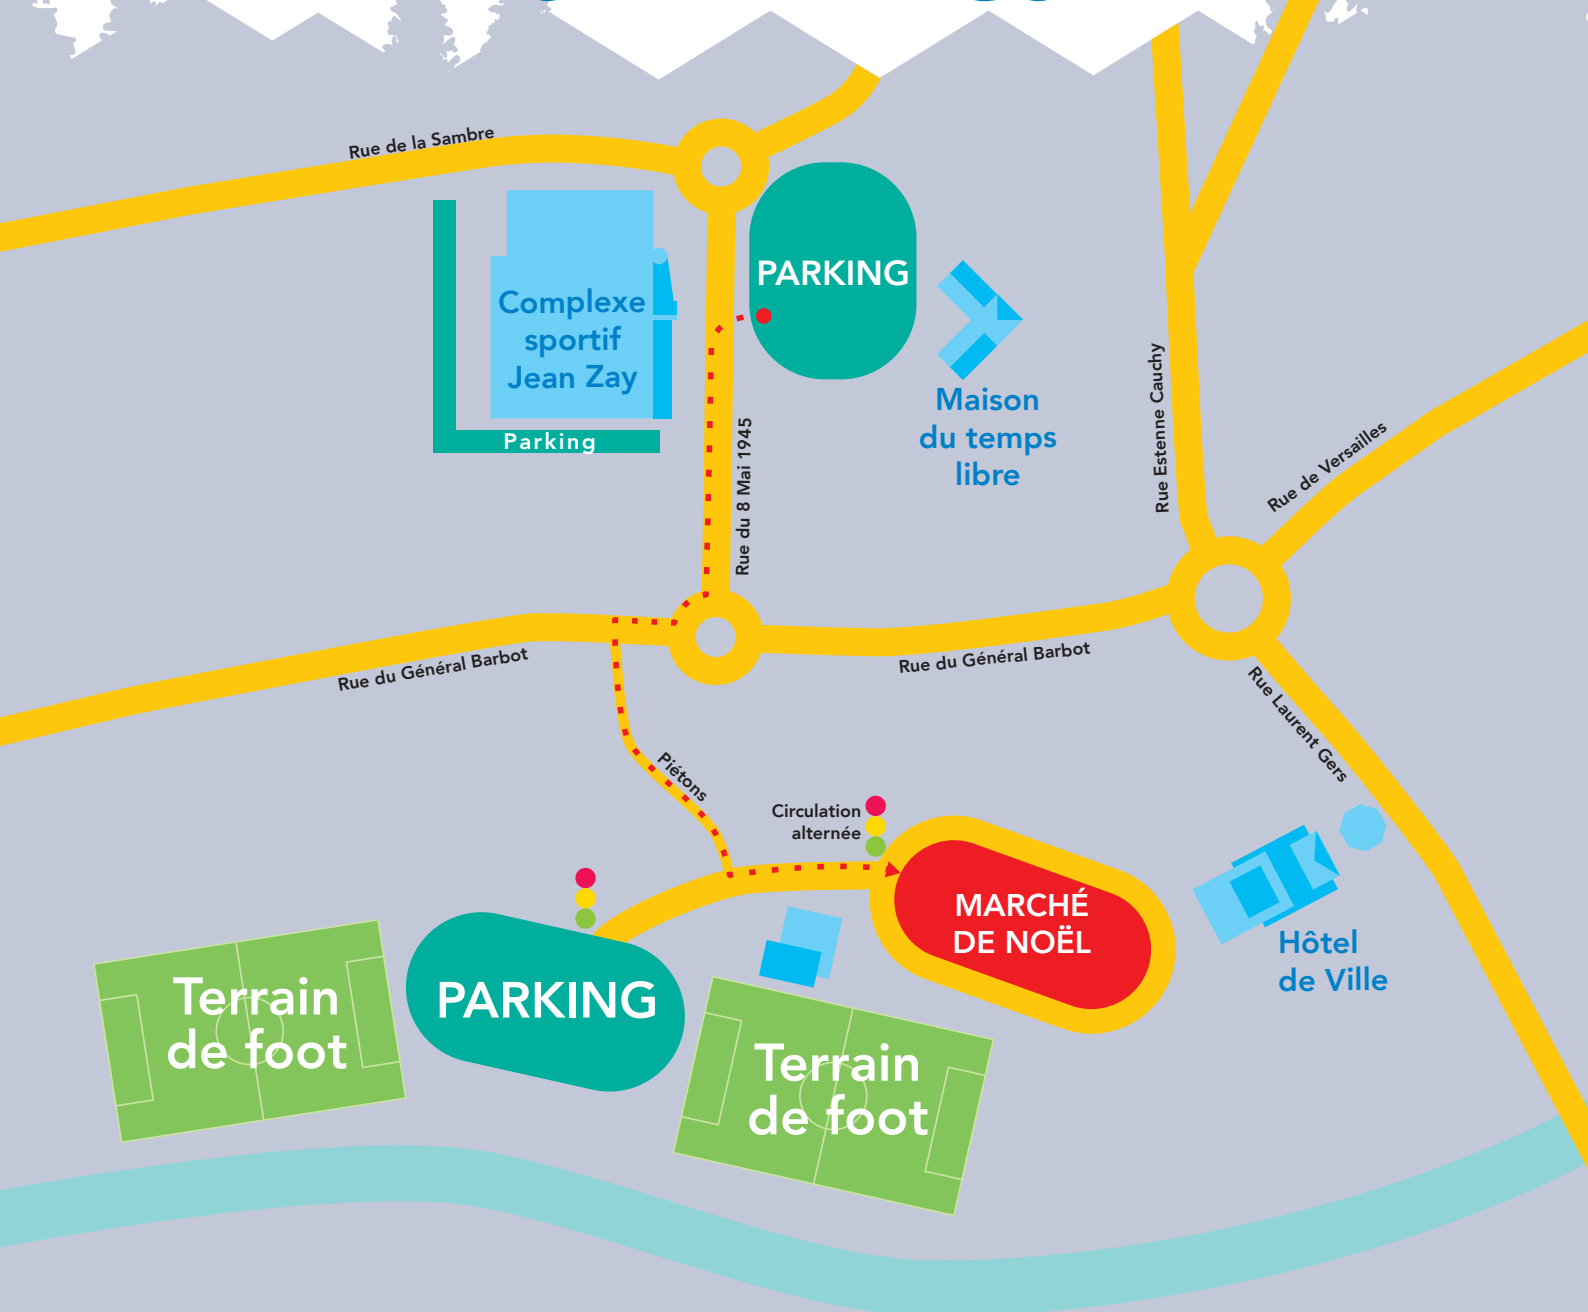 Rue de la Sambre
PARKING
Complexe
sportif
Jean Zay
Parking
Maison
du temps
libre
Rue du 8 Mai 1945
Rue Estenne Cauchy
Rue de Versailles
Rue du Général Barbot
Rue du Général Barbot
Rue Laurent Gers
Piétons
Circulation
alternée
MARCHÉ
DE NOËL
Hôtel
de Ville
Terrain
de foot
PARKING
Terrain
de foot